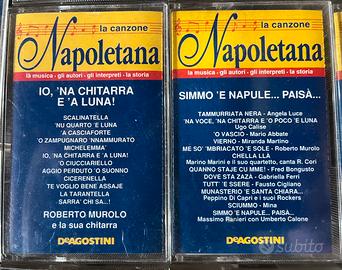 la canzone
Napoletana
la musica - gli autori - gli interpreti - la storia
IO, 'NA CHITARRA
E 'A LUNA!
SCALINATELLA
'NU QUARTO 'E LUNA
'A CASCIAFORTE
'O ZAMPUGNARO 'NNAMMURATO
MICHELEMMA'
IO, 'NA CHITARRA E 'A LUNA!
'O CIUCCIARIELLO
AGGIO PERDUTO 'O SUONNO
CICERENELLA
TE VOGLIO BENE ASSAJE
LA TARANTELLA
SARRA' CHI SA...!
ROBERTO MUROLO
e la sua chitarra
DeAGOSTINI
la canzone
Napoletana
la musica - gli autori - gli interpreti - la storia
SIMMO 'E NAPULE... PAISÀ...
TAMMURRIATA NERA - Angela Luce
'NA VOCE, 'NA CHITARRA E 'O POCO 'E LUNA
Ugo Calise
'O VASCIO - Mario Abbate
VIERNO - Miranda Martino
ME SO' 'MBRIACATO 'E SOLE - Roberto Murolo
CHELLA LLÀ
Marino Marini e il suo quartetto, canta R. Cori
QUANNO STAJE CU MME! - Fred Bongusto
DOVE STA ZAZÀ - Gabriella Ferri
TUTT' 'E SSERE - Fausto Cigliano
MUNASTERIO 'E SANTA CHIARA...
Peppino Di Capri e i suoi Rockers
SCIUMMO - Mina
SIMMO 'E NAPULE... PAISÀ...
Massimo Ranieri con Umberto Calone
DeAGOSTINI
subito